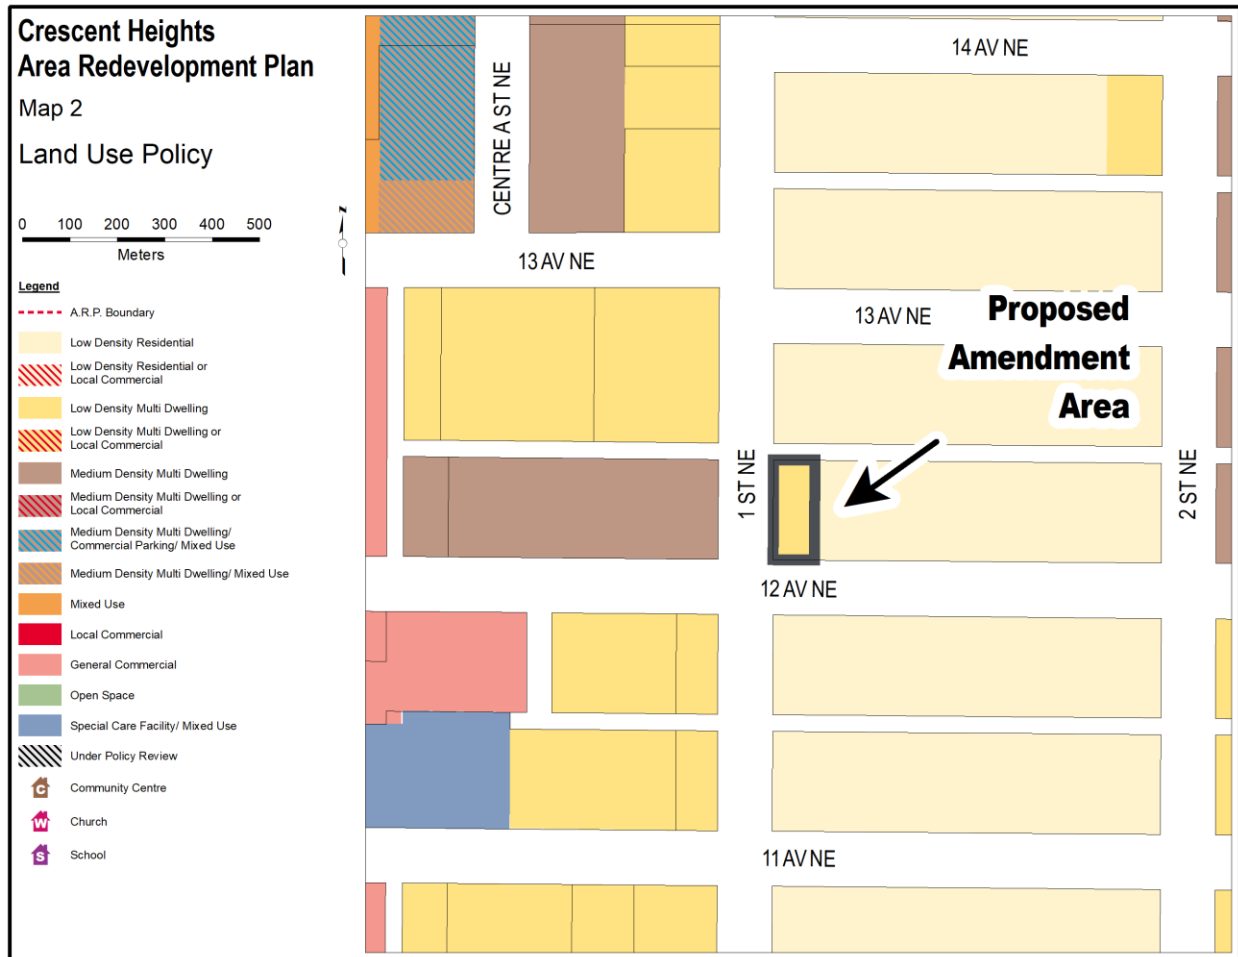 Crescent Heights
Area Redevelopment Plan
Map 2
Land Use Policy
0 100 200 300 400 500
Meters
N
Legend
A.R.P. Boundary
Low Density Residential
Low Density Residential or
Local Commercial
Low Density Multi Dwelling
Low Density Multi Dwelling or
Local Commercial
Medium Density Multi Dwelling
Medium Density Multi Dwelling or
Local Commercial
Medium Density Multi Dwelling/
Commercial Parking/ Mixed Use
Medium Density Multi Dwelling/ Mixed Use
Mixed Use
Local Commercial
General Commercial
Open Space
Special Care Facility/ Mixed Use
Under Policy Review
C Community Centre
W Church
S School
14 AV NE
CENTRE A ST NE
13 AV NE
13 AV NE
Proposed
Amendment
Area
1 ST NE
2 ST NE
12 AV NE
11 AV NE